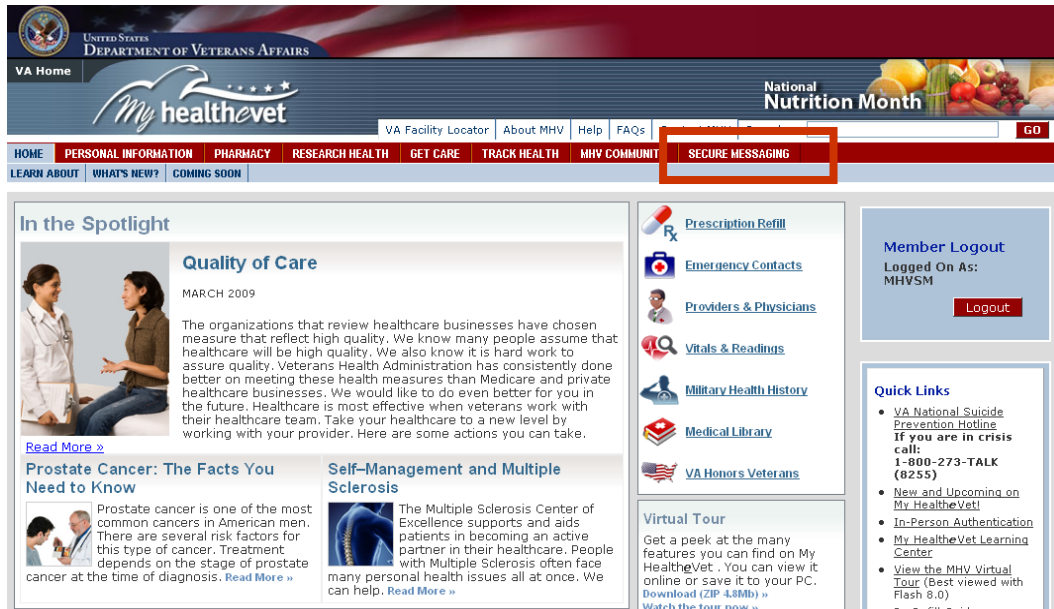 UNITED STATES
DEPARTMENT OF VETERANS AFFAIRS
VA Home
My healthevet
National
Nutrition Month
VA Facility Locator
About MHV
Help
FAQs
GO
HOME
PERSONAL INFORMATION
PHARMACY
RESEARCH HEALTH
GET CARE
TRACK HEALTH
MHV
SECURE MESSAGING
LEARN ABOUT
WHAT'S NEW?
COMING SOON
In the Spotlight
Quality of Care
MARCH 2009
The organizations that review healthcare businesses have chosen
measure that reflect high quality. We know many people assume that
healthcare will be high quality. We also know it is hard work to
assure quality. Veterans Health Administration has consistently done
better on meeting these health measures than Medicare and private
healthcare businesses. We would like to do even better for you in
the future. Healthcare is most effective when veterans work with
their healthcare team. Take your healthcare to a new level by
working with your provider. Here are some actions you can take.
Read More »
Prostate Cancer: The Facts You
Need to Know
Prostate cancer is one of the most
common cancers in American men.
There are several risk factors for
this type of cancer. Treatment
depends on the stage of prostate
cancer at the time of diagnosis. Read More »
Self–Management and Multiple
Sclerosis
The Multiple Sclerosis Center of
Excellence supports and aids
patients in becoming an active
partner in their healthcare. People
with Multiple Sclerosis often face
many personal health issues all at once. We
can help. Read More »
Rx
Prescription Refill
Emergency Contacts
Providers & Physicians
Vitals & Readings
Military Health History
Medical Library
VA Honors Veterans
Virtual Tour
Get a peek at the many
features you can find on My
HealtheVet . You can view it
online or save it to your PC.
Download (ZIP 4.8Mb) »
Watch the tour now »
Member Logout
Logged On As:
MHVSM
Logout
Quick Links
VA National Suicide
Prevention Hotline
If you are in crisis
call:
1-800-273-TALK
(8255)
New and Upcoming on
My HealtheVet!
In-Person Authentication
My HealtheVet Learning
Center
View the MHV Virtual
Tour (Best viewed with
Flash 8.0)